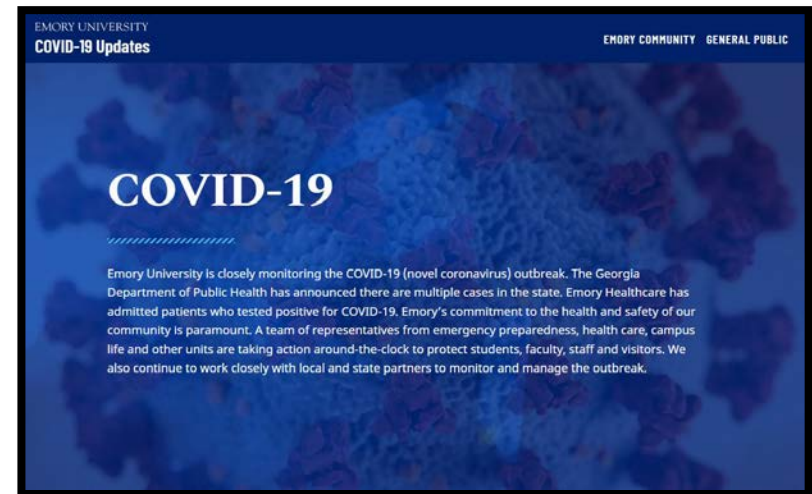 EMORY UNIVERSITY
COVID-19 Updates
EMORY COMMUNITY GENERAL PUBLIC
COVID-19
Emory University is closely monitoring the COVID-19 (novel coronavirus) outbreak. The Georgia
Department of Public Health has announced there are multiple cases in the state. Emory Healthcare has
admitted patients who tested positive for COVID-19. Emory's commitment to the health and safety of our
community is paramount. A team of representatives from emergency preparedness, health care, campus
life and other units are taking action around-the-clock to protect students, faculty, staff and visitors. We
also continue to work closely with local and state partners to monitor and manage the outbreak.